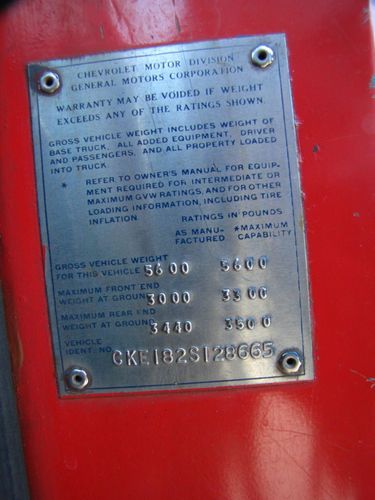 CHEVROLET MOTOR DIVISION
GENERAL MOTORS CORPORATION
WARRANTY MAY BE VOIDED IF WEIGHT
EXCEEDS ANY OF THE RATINGS SHOWN.
GROSS VEHICLE WEIGHT INCLUDES WEIGHT OF
BASE TRUCK, ALL ADDED EQUIPMENT, DRIVER
AND PASSENGERS, AND ALL PROPERTY LOADED
INTO TRUCK.
* REFER TO OWNER'S MANUAL FOR EQUIP-
MENT REQUIRED FOR INTERMEDIATE OR
MAXIMUM GVW RATINGS, AND FOR OTHER
LOADING INFORMATION, INCLUDING TIRE
INFLATION.
RATINGS IN POUNDS
AS MANU- *MAXIMUM
FACTURED CAPABILITY
GROSS VEHICLE WEIGHT
FOR THIS VEHICLE 5600 5600
MAXIMUM FRONT END
WEIGHT AT GROUND 3000 3300
MAXIMUM REAR END
WEIGHT AT GROUND 3440 3500
VEHICLE
IDENT. NO. CKE182S128665